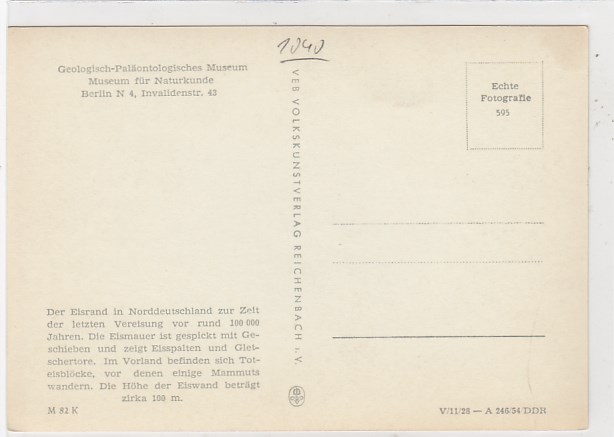 1040
Geologisch-Paläontologisches Museum
Museum für Naturkunde
Berlin N 4, Invalidenstr. 43
VEB VOLKSKUNSTVERLAG REICHENBACH i. V.
Echte
Fotografie
595
Der Eisrand in Norddeutschland zur Zeit
der letzten Vereisung vor rund 100 000
Jahren. Die Eismauer ist gespickt mit Ge-
schieben und zeigt Eisspalten und Glet-
schertore. Im Vorland befinden sich Tot-
eisblöcke, vor denen einige Mammuts
wandern. Die Höhe der Eiswand beträgt
zirka 100 m.
M 82 K
V/11/28 — A 246/54 DDR